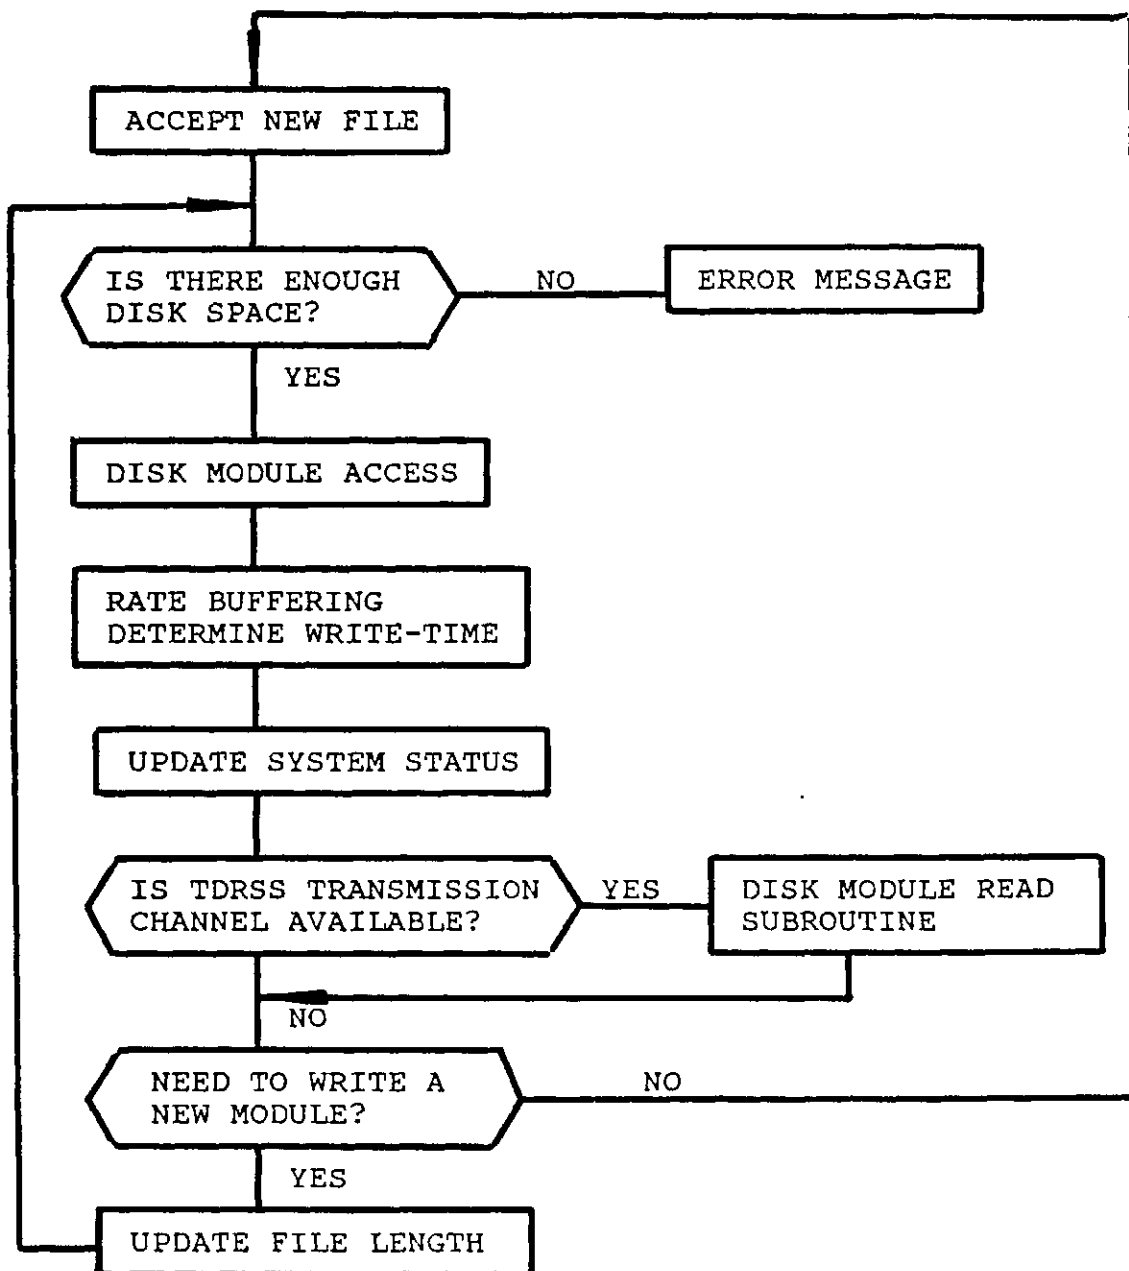 ACCEPT NEW FILE
IS THERE ENOUGH
DISK SPACE?
NO
ERROR MESSAGE
YES
DISK MODULE ACCESS
RATE BUFFERING
DETERMINE WRITE-TIME
UPDATE SYSTEM STATUS
IS TDRSS TRANSMISSION
CHANNEL AVAILABLE?
YES
DISK MODULE READ
SUBROUTINE
NO
NEED TO WRITE A
NEW MODULE?
NO
YES
UPDATE FILE LENGTH